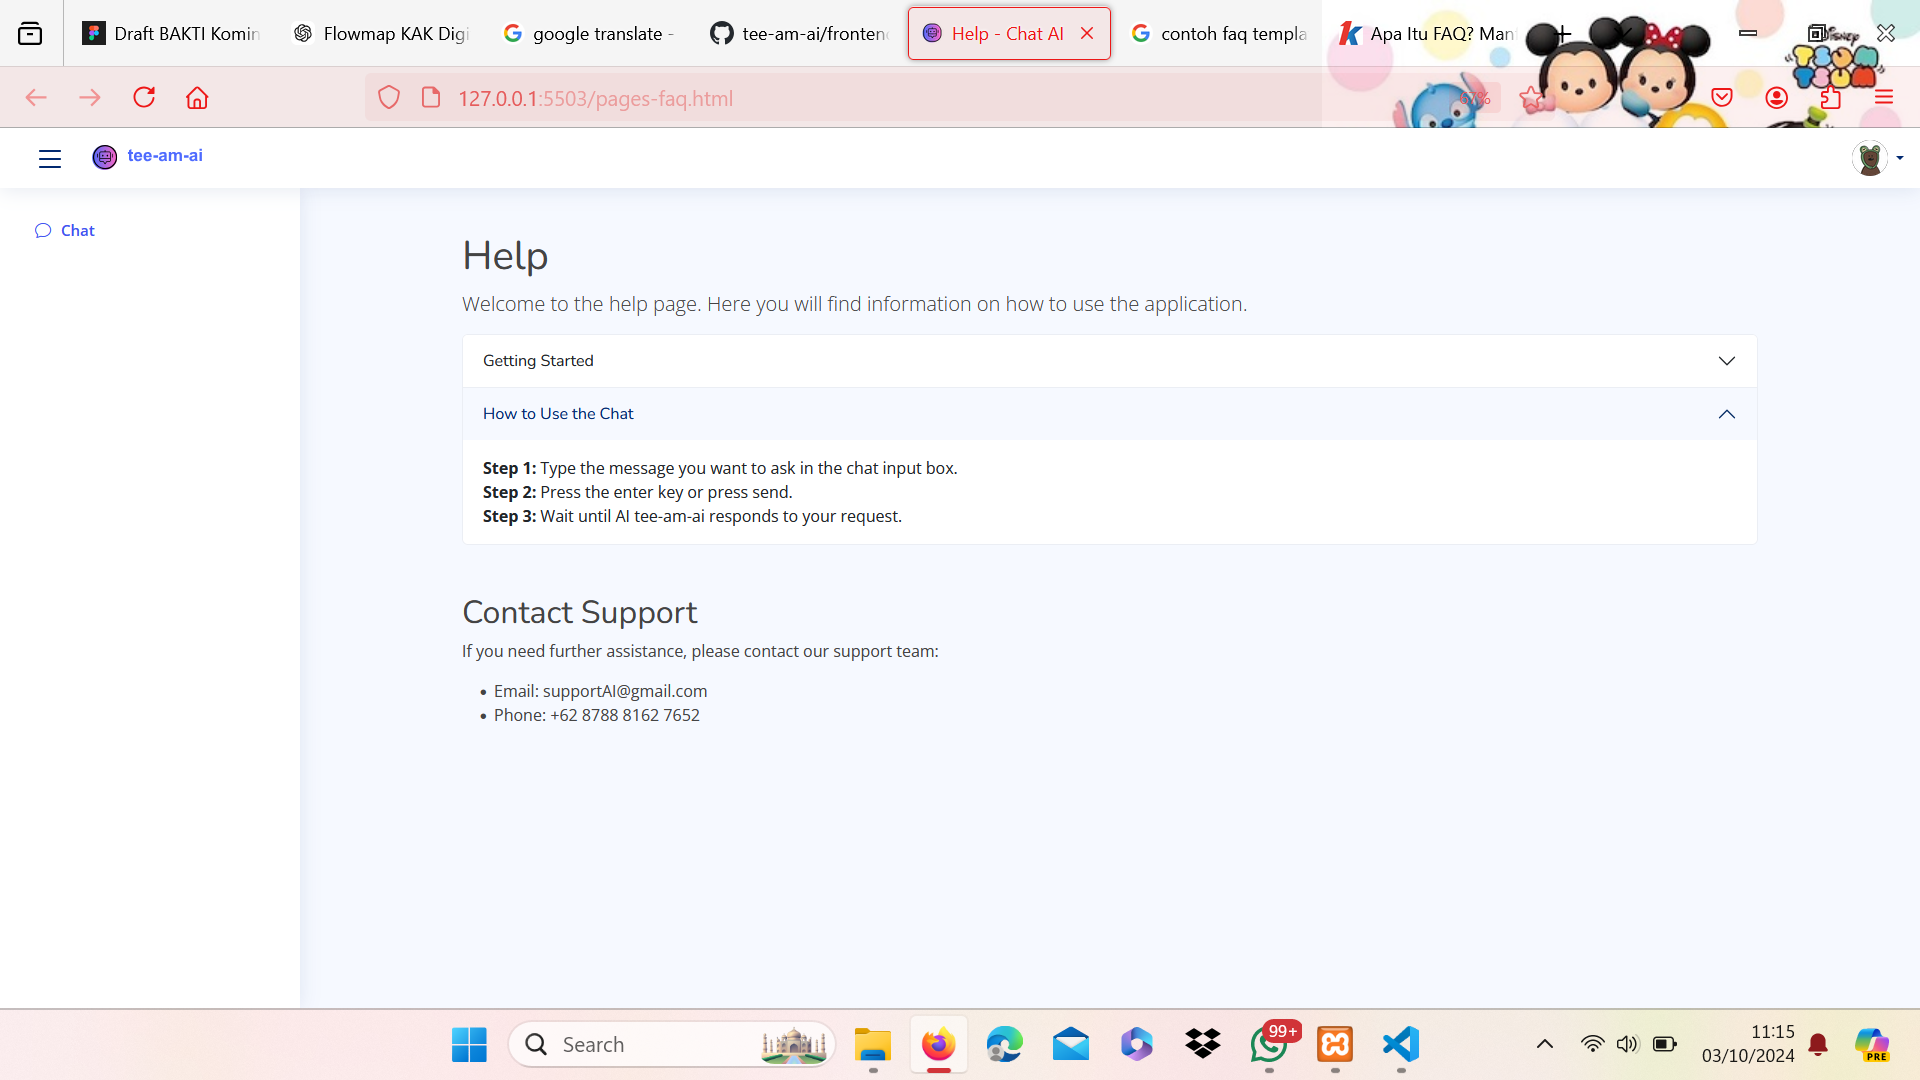 Draft BAKTI Komin
Flowmap KAK Digi
google translate -
tee-am-ai/fronten
Help - Chat AI
contoh faq templa
Apa Itu FAQ? Man
Disney
TSUM
TSUM
127.0.0.1:5503/pages-faq.html
67%
tee-am-ai
Chat
Help
Welcome to the help page. Here you will find information on how to use the application.
Getting Started
How to Use the Chat
Step 1: Type the message you want to ask in the chat input box.
Step 2: Press the enter key or press send.
Step 3: Wait until AI tee-am-ai responds to your request.
Contact Support
If you need further assistance, please contact our support team:
• Email: supportAI@gmail.com
• Phone: +62 8788 8162 7652
Search
99+
11:15
03/10/2024
PRE